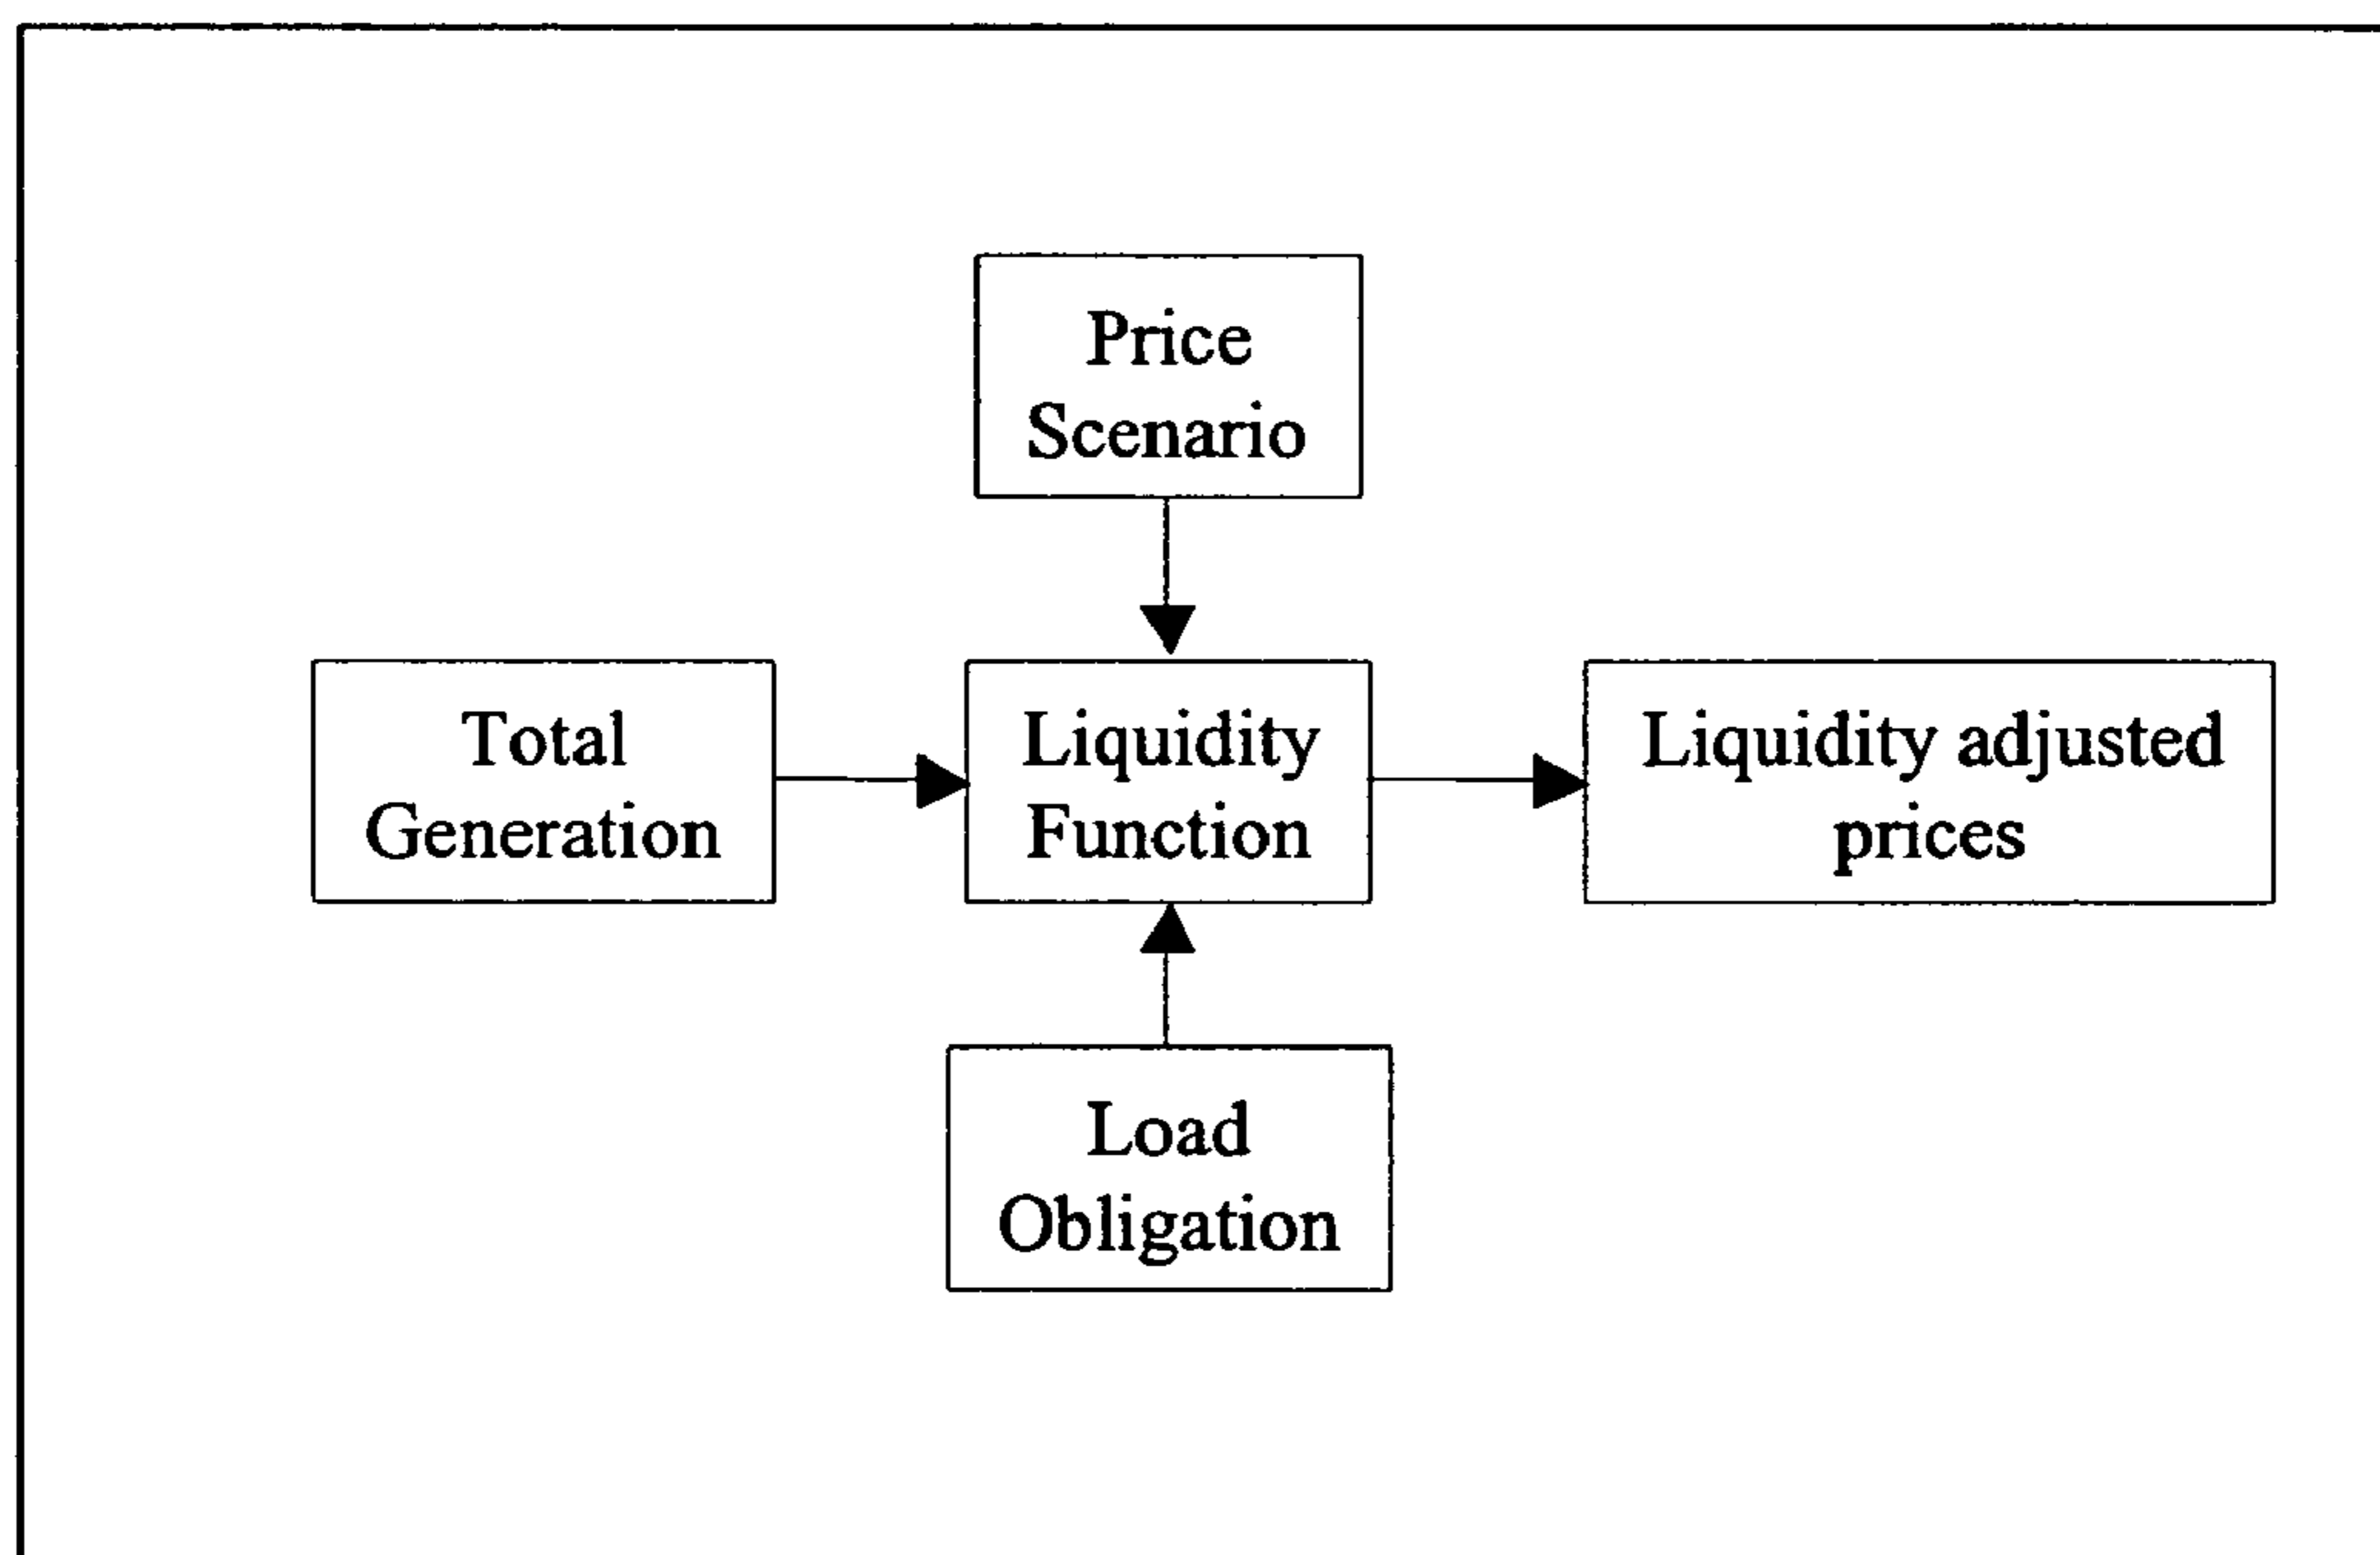 Price
Scenario
Total
Generation
Liquidity
Function
Liquidity adjusted
prices
Load
Obligation